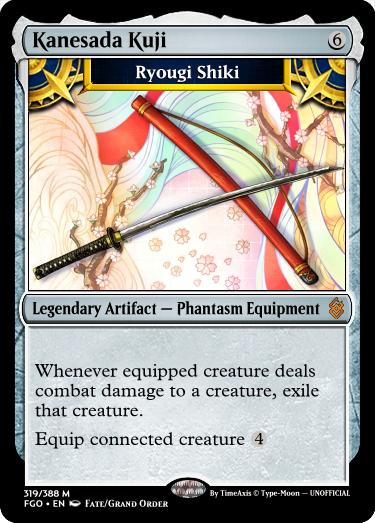 Kanesada Kuji 6
Ryougi Shiki
Legendary Artifact — Phantasm Equipment
Whenever equipped creature deals
combat damage to a creature, exile
that creature.
Equip connected creature 4
319/388 M
FGO • EN Fate/Grand Order
By TimeAxis © Type-Moon — UNOFFICIAL